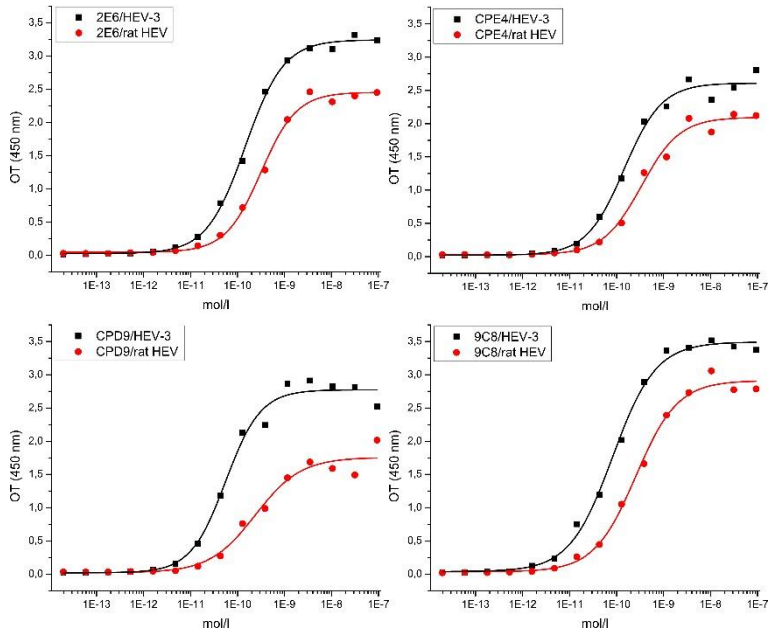 2E6/HEV-3
2E6/rat HEV
3,5
3,0
2,5
2,0
1,5
1,0
0,5
0,0
OT (450 nm)
1E-13 1E-12 1E-11 1E-10 1E-9 1E-8 1E-7
mol/l
CPE4/HEV-3
CPE4/rat HEV
3,5
3,0
2,5
2,0
1,5
1,0
0,5
0,0
OT (450 nm)
1E-13 1E-12 1E-11 1E-10 1E-9 1E-8 1E-7
mol/l
CPD9/HEV-3
CPD9/rat HEV
3,5
3,0
2,5
2,0
1,5
1,0
0,5
0,0
OT (450 nm)
1E-13 1E-12 1E-11 1E-10 1E-9 1E-8 1E-7
mol/l
9C8/HEV-3
9C8/rat HEV
3,5
3,0
2,5
2,0
1,5
1,0
0,5
0,0
OT (450 nm)
1E-13 1E-12 1E-11 1E-10 1E-9 1E-8 1E-7
mol/l